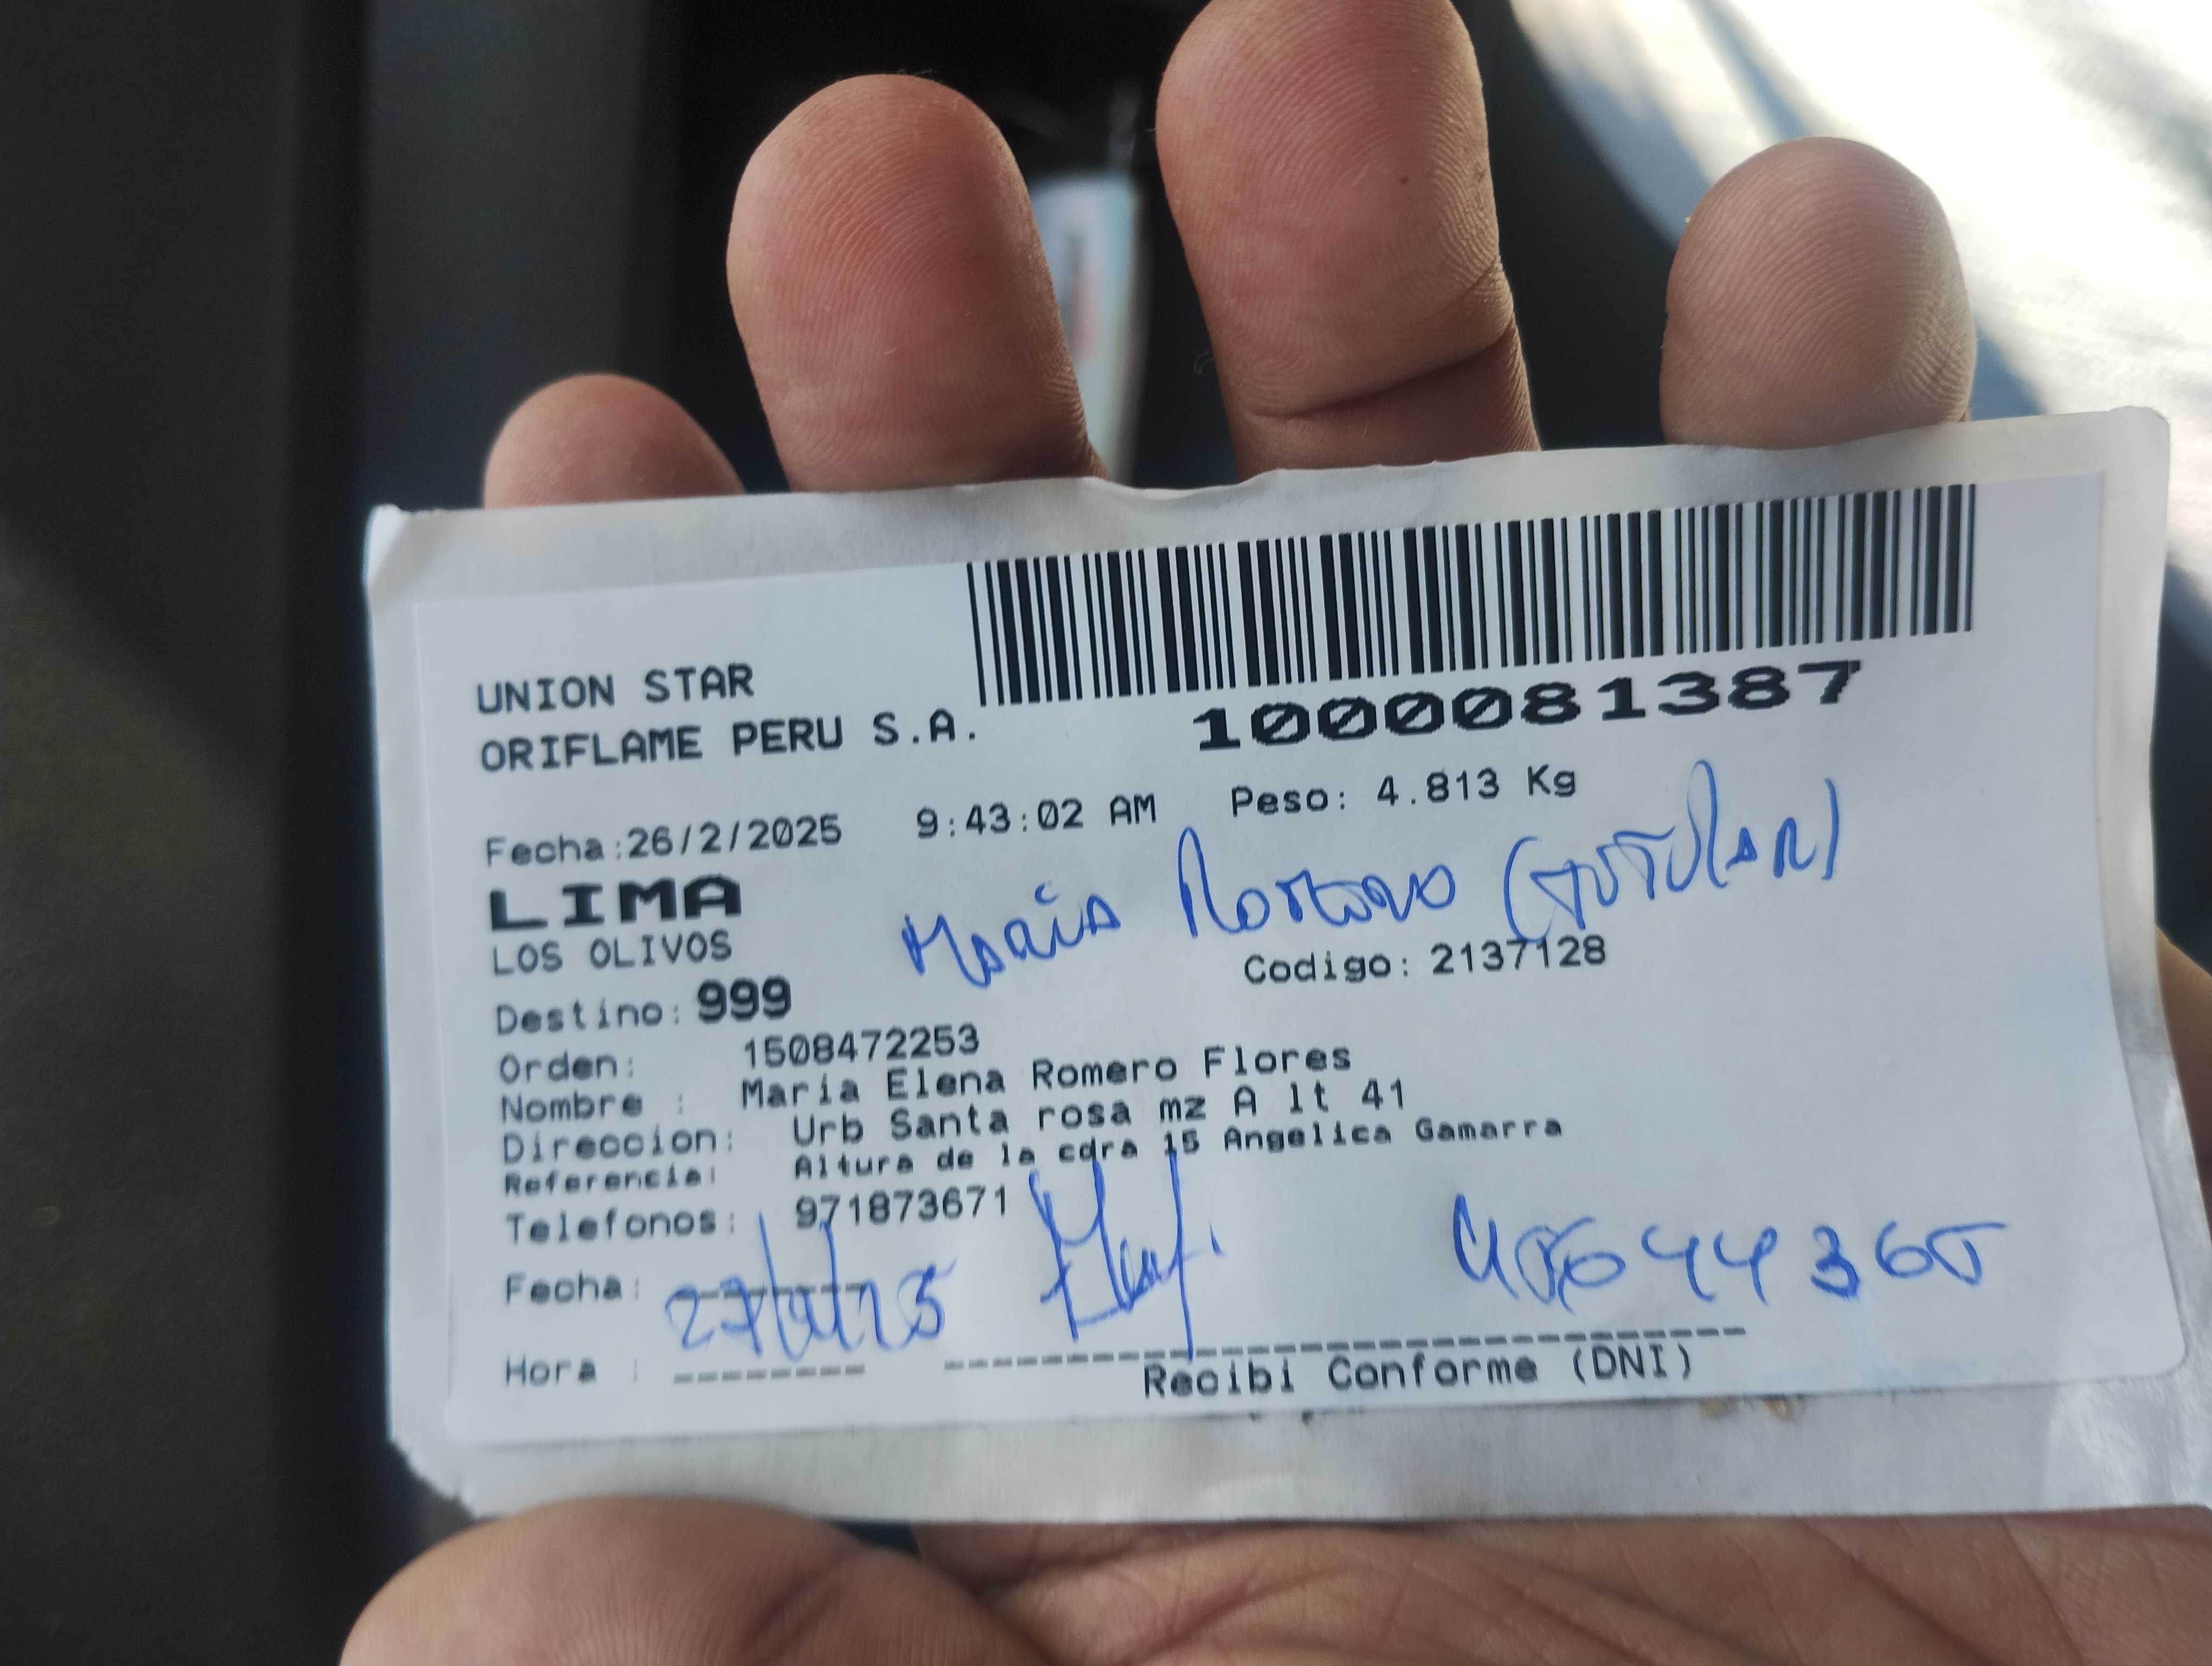 UNION STAR
ORIFLAME PERU S.A.
1000081387
Fecha:26/2/2025 9:43:02 AM Peso: 4.813 Kg
LIMA
LOS OLIVOS
Maria (TITULAR)
Destino: 999 Codigo: 2137128
Orden: 1508472253
Nombre : Maria Elena Romero Flores
Direccion: Urb Santa rosa mz A lt 41
Referencia: Altura de la cdra 15 Angelica Gamarra
Telefonos: 971873671
Fecha:
Hora :
Recibi Conforme (DNI)